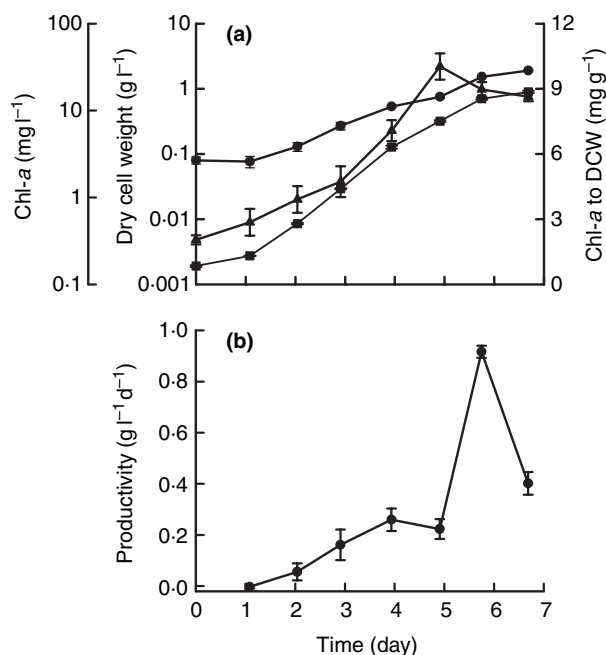 (a)
Chl-a (mg l⁻¹)
100
10
1
0·1
Dry cell weight (g l⁻¹)
10
1
0·1
0·01
0·001
Chl-a to DCW (mg g⁻¹)
12
9
6
3
0
(b)
Productivity (g l⁻¹ d⁻¹)
1·0
0·8
0·6
0·4
0·2
0·0
0 1 2 3 4 5 6 7
Time (day)